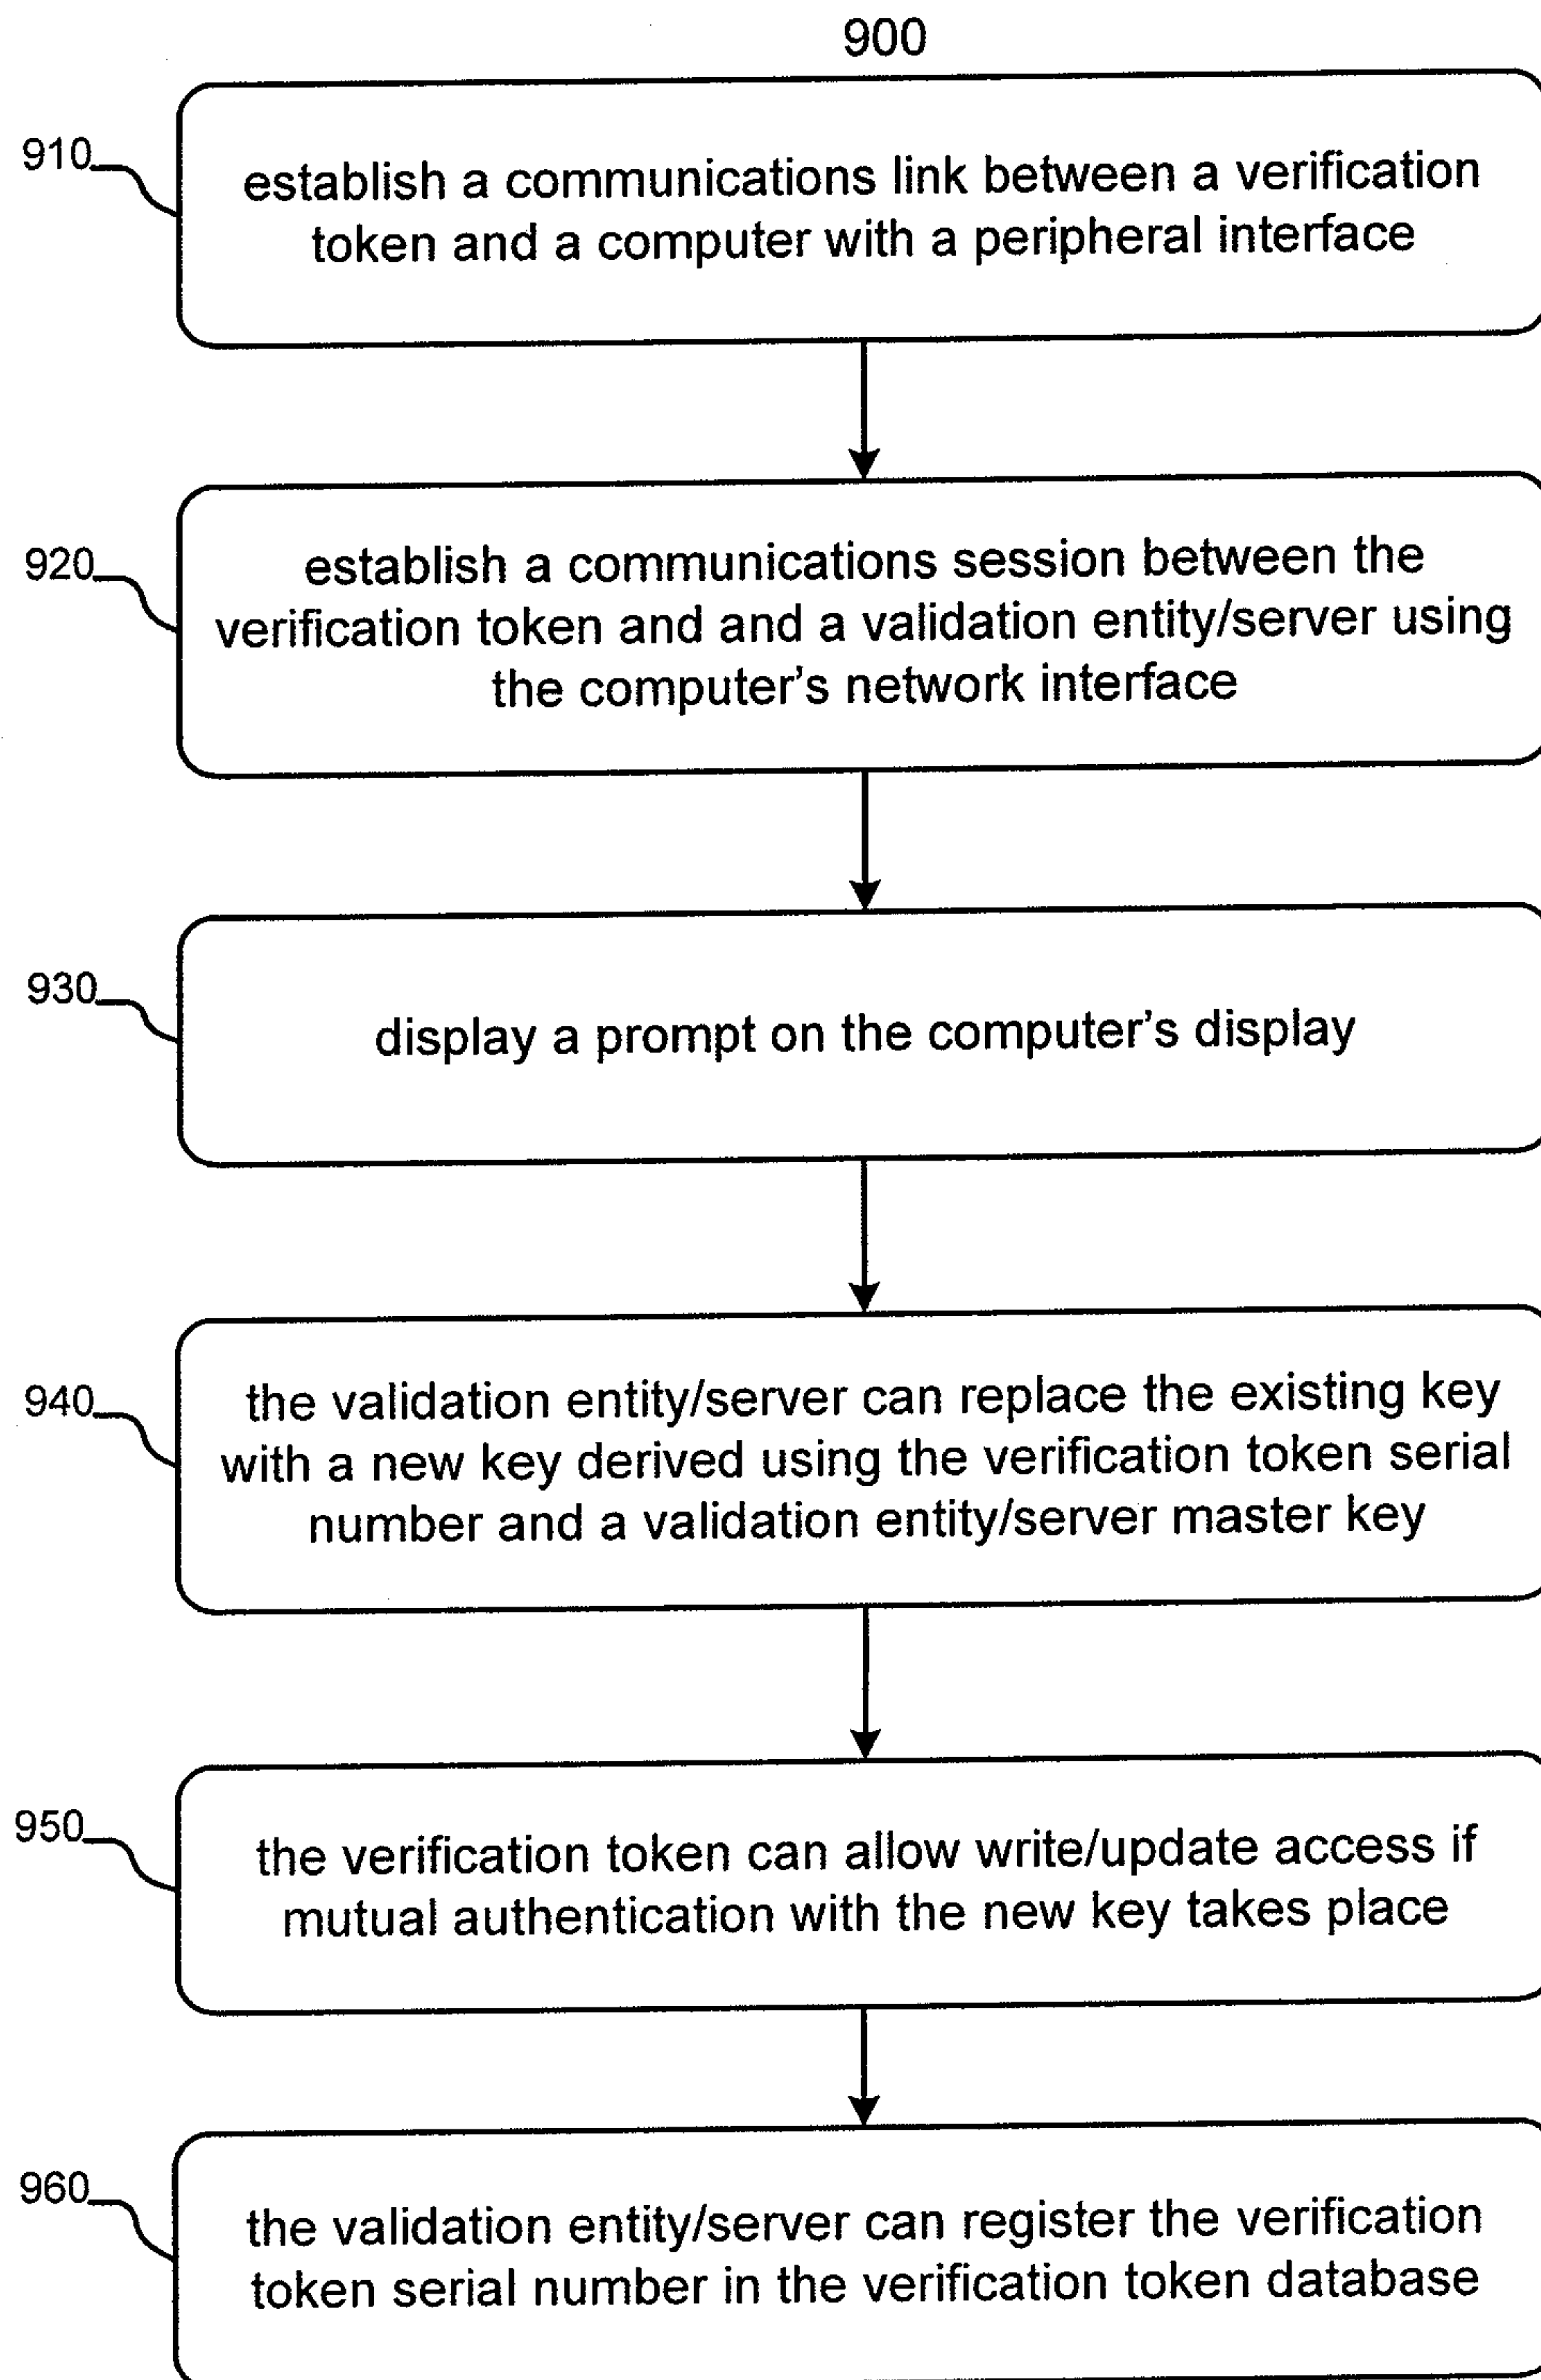 900
910
establish a communications link between a verification
token and a computer with a peripheral interface
920
establish a communications session between the
verification token and and a validation entity/server using
the computer's network interface
930
display a prompt on the computer's display
940
the validation entity/server can replace the existing key
with a new key derived using the verification token serial
number and a validation entity/server master key
950
the verification token can allow write/update access if
mutual authentication with the new key takes place
960
the validation entity/server can register the verification
token serial number in the verification token database